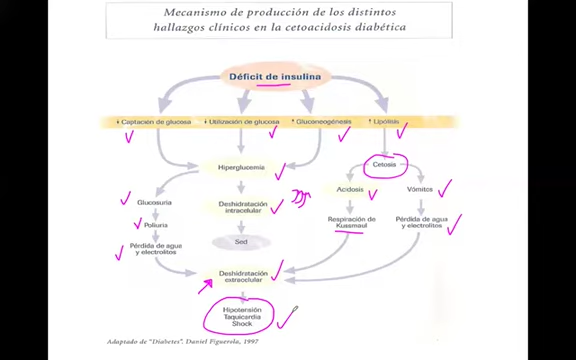 Mecanismo de producción de los distintos
hallazgos clínicos en la cetoacidosis diabética
Déficit de insulina
↓ Captación de glucosa
↓ Utilización de glucosa
↑ Gluconeogénesis
↑ Lipólisis
Hiperglucemia
Cetosis
Glucosuria
Deshidratación
intracelular
Acidosis
Vómitos
Poliuria
Respiración de
Kussmaul
Pérdida de agua
y electrolitos
Pérdida de agua
y electrolitos
Sed
Deshidratación
extracelular
Hipotensión
Taquicardia
Shock
Adaptado de "Diabetes". Daniel Figuerola, 1997